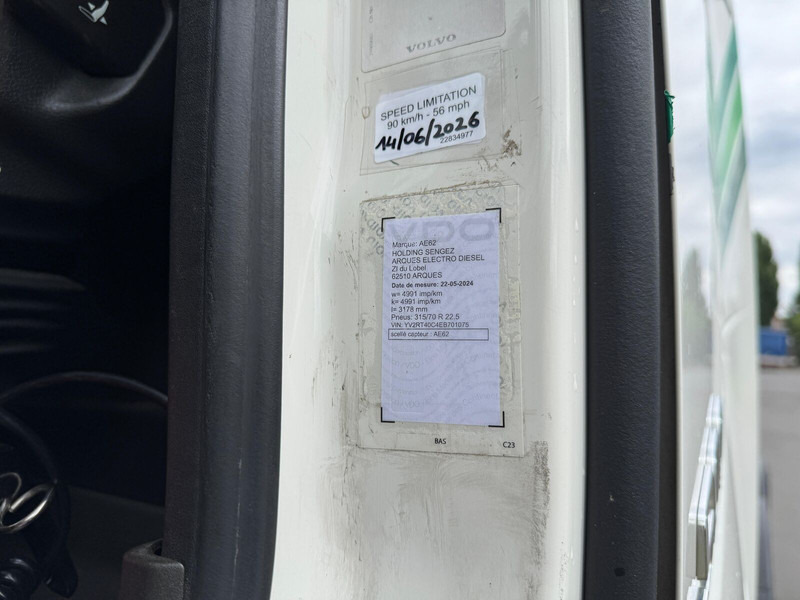 VOLVO
SPEED LIMITATION
90 km/h - 56 mph
14/06/2026
22834977
VDO
Marque: AE62
HOLDING SENGEZ
ARQUES ELECTRO DIESEL
ZI du Lobel
62510 ARQUES
Date de mesure: 22-05-2024
w= 4991 imp/km
k= 4991 imp/km
l= 3178 mm
Pneus: 315/70 R 22.5
VIN: YV2RT40C4EB701075
scellé capteur : AE62
BAS
C23